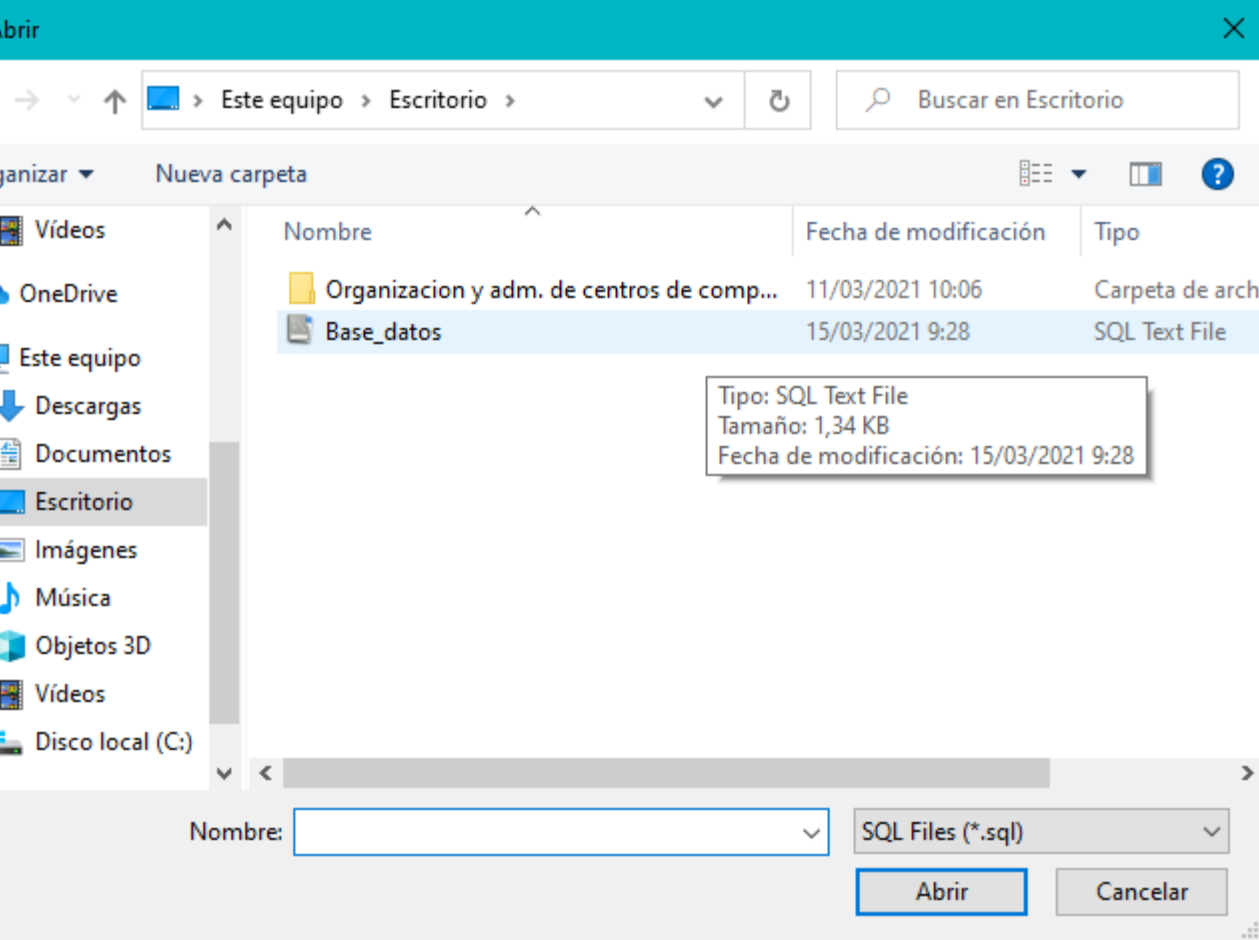 Abrir
Este equipo > Escritorio >
Buscar en Escritorio
ganizar
Nueva carpeta
Vídeos
OneDrive
Este equipo
Descargas
Documentos
Escritorio
Imágenes
Música
Objetos 3D
Vídeos
Disco local (C:)
Nombre Fecha de modificación Tipo
Organizacion y adm. de centros de comp... 11/03/2021 10:06 Carpeta de arch
Base_datos 15/03/2021 9:28 SQL Text File
Tipo: SQL Text File
Tamaño: 1,34 KB
Fecha de modificación: 15/03/2021 9:28
Nombre:
SQL Files (*.sql)
Abrir
Cancelar